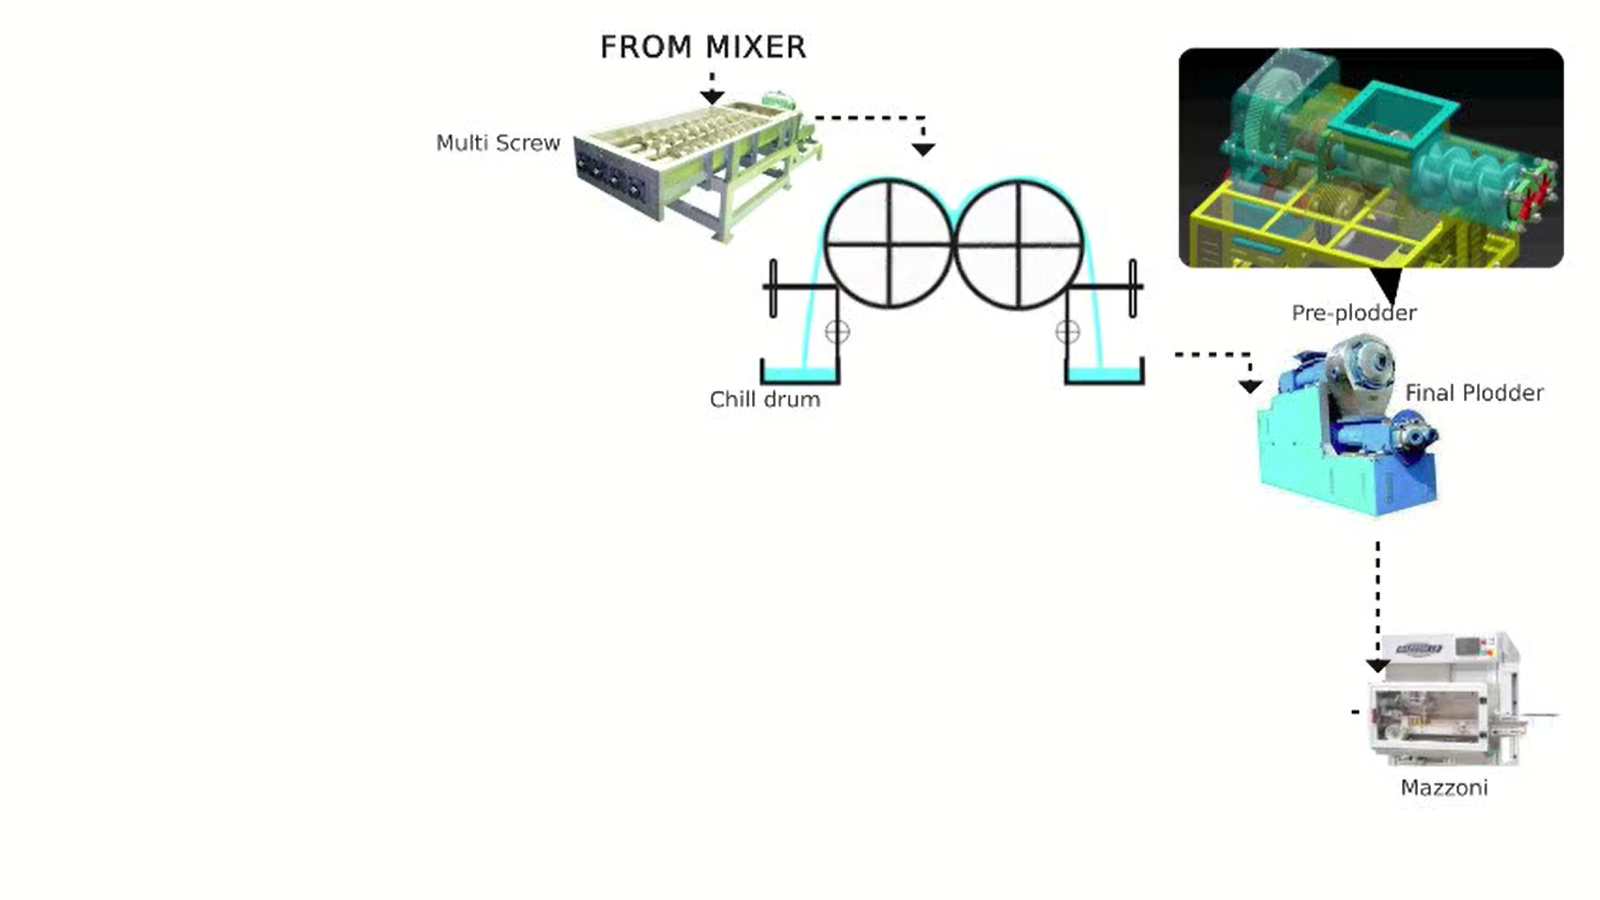 FROM MIXER
Multi Screw
Pre-plodder
Chill drum
Final Plodder
Mazzoni